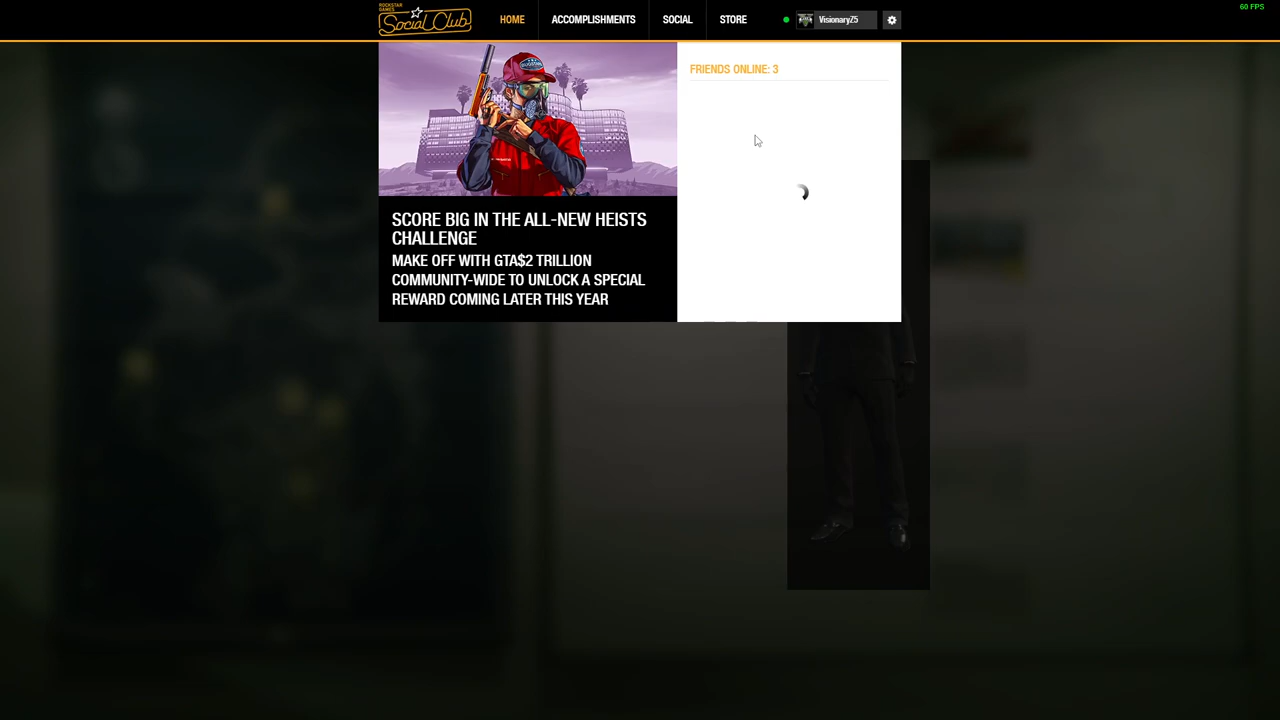 60 FPS
ROCKSTAR GAMES
Social Club
HOME ACCOMPLISHMENTS SOCIAL STORE VisionaryZ5
BUGSTARS
FRIENDS ONLINE: 3
SCORE BIG IN THE ALL-NEW HEISTS
CHALLENGE
MAKE OFF WITH GTA$2 TRILLION
COMMUNITY-WIDE TO UNLOCK A SPECIAL
REWARD COMING LATER THIS YEAR